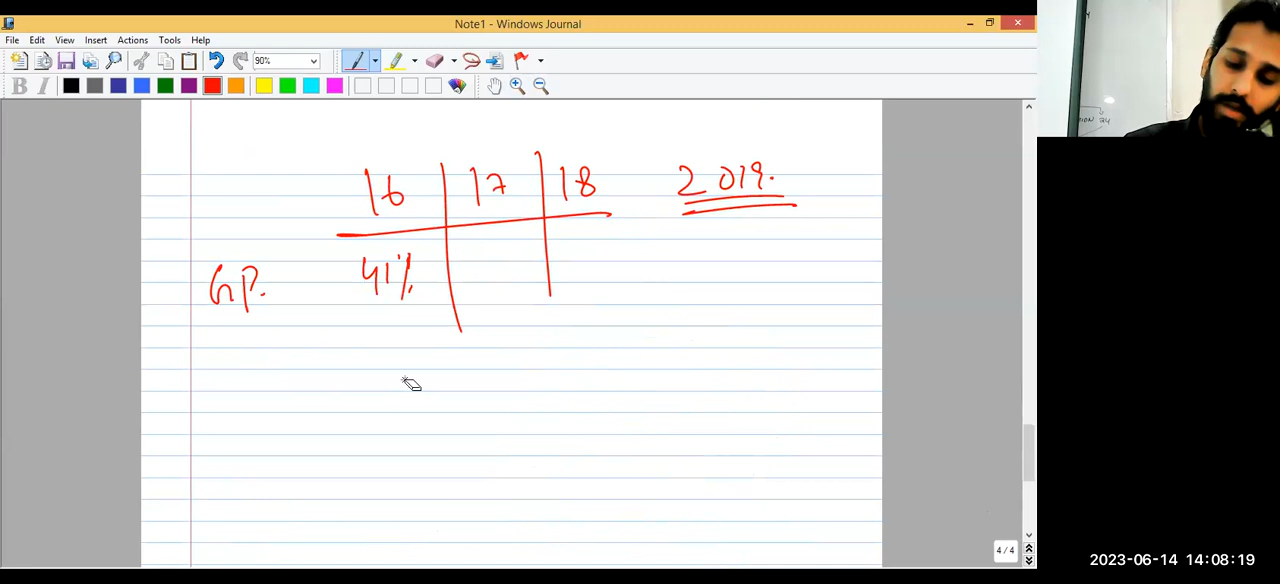 Note1 - Windows Journal
File Edit View Insert Actions Tools Help
90%
B I
16 17 18 2019.
GP. 41%
4 / 4
2023-06-14 14:08:19